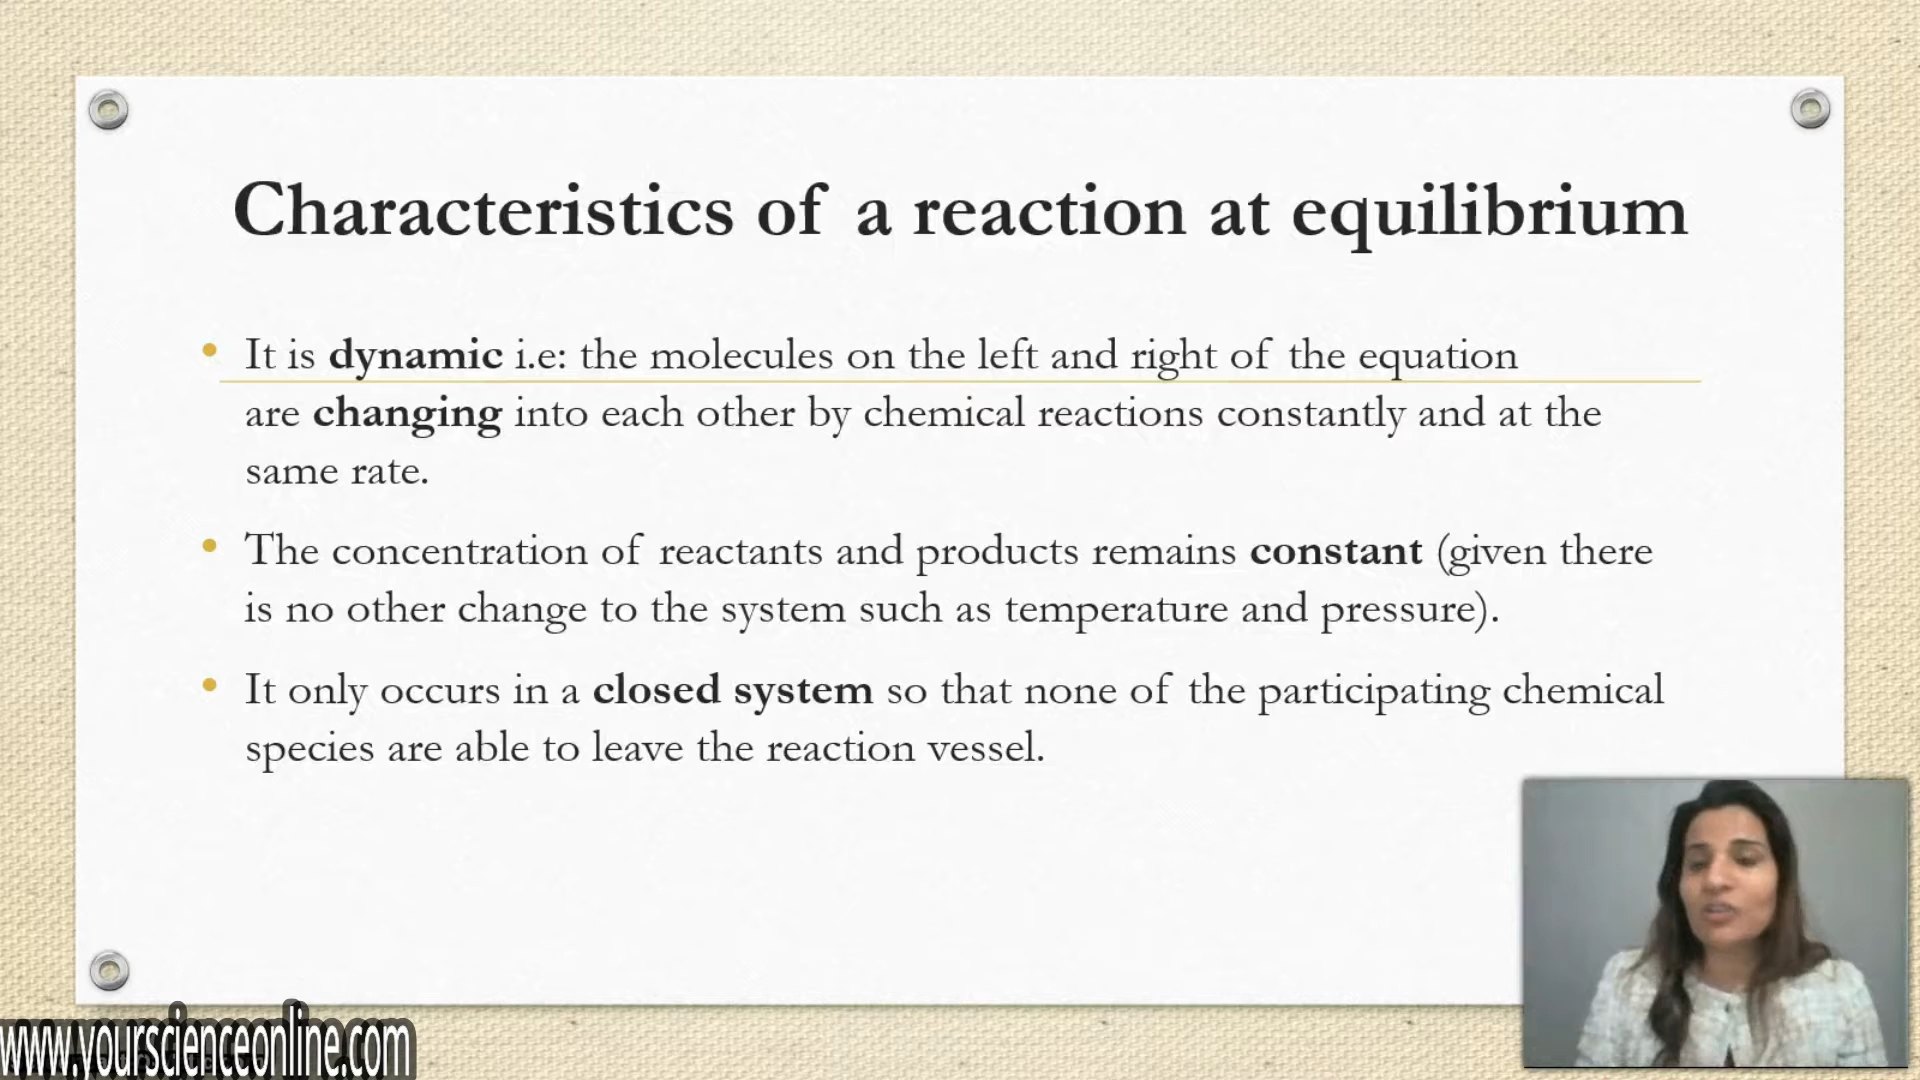 Characteristics of a reaction at equilibrium
• It is dynamic i.e: the molecules on the left and right of the equation
are changing into each other by chemical reactions constantly and at the
same rate.
• The concentration of reactants and products remains constant (given there
is no other change to the system such as temperature and pressure).
• It only occurs in a closed system so that none of the participating chemical
species are able to leave the reaction vessel.
www.yourscienceonline.com